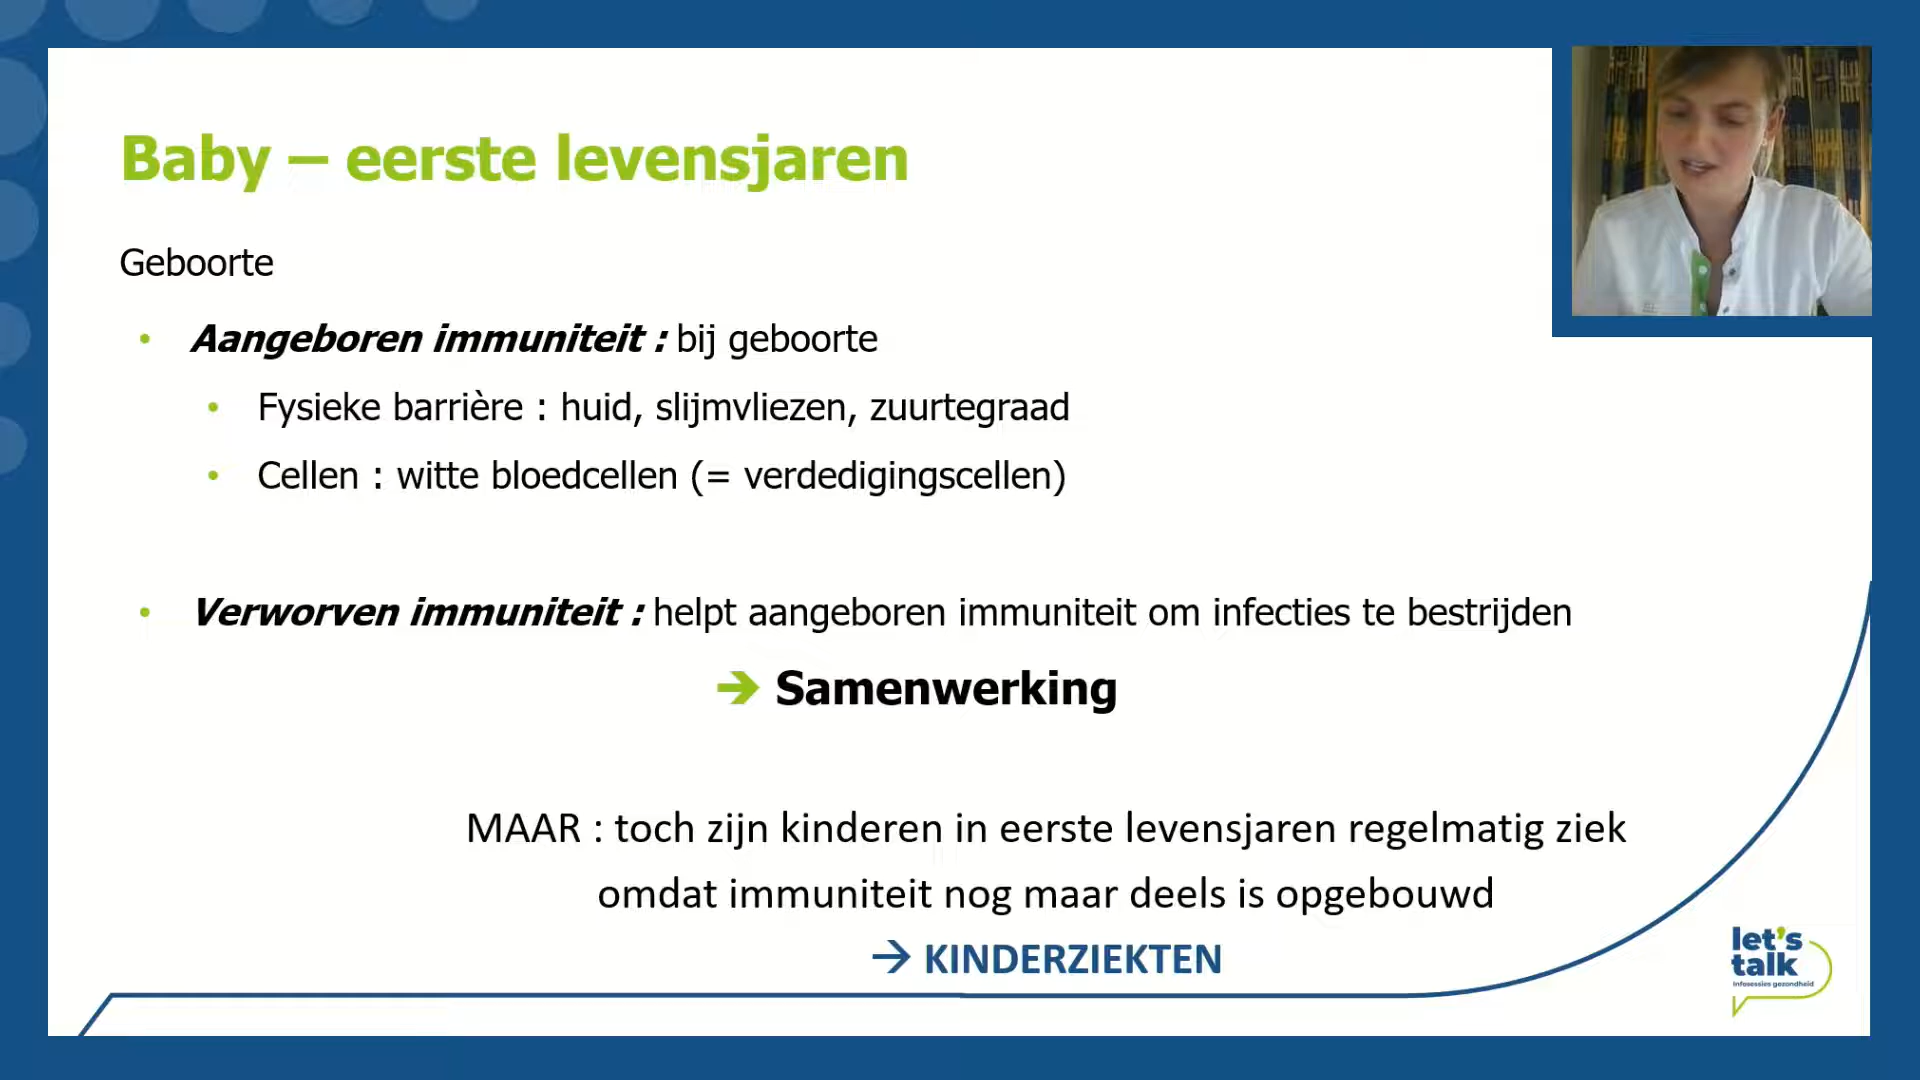 Baby – eerste levensjaren
Geboorte
• Aangeboren immuniteit : bij geboorte
• Fysieke barrière : huid, slijmvliezen, zuurtegraad
• Cellen : witte bloedcellen (= verdedigingscellen)
• Verworven immuniteit : helpt aangeboren immuniteit om infecties te bestrijden
➔ Samenwerking
MAAR : toch zijn kinderen in eerste levensjaren regelmatig ziek
omdat immuniteit nog maar deels is opgebouwd
→ KINDERZIEKTEN
let's
talk
infosessies gezondheid